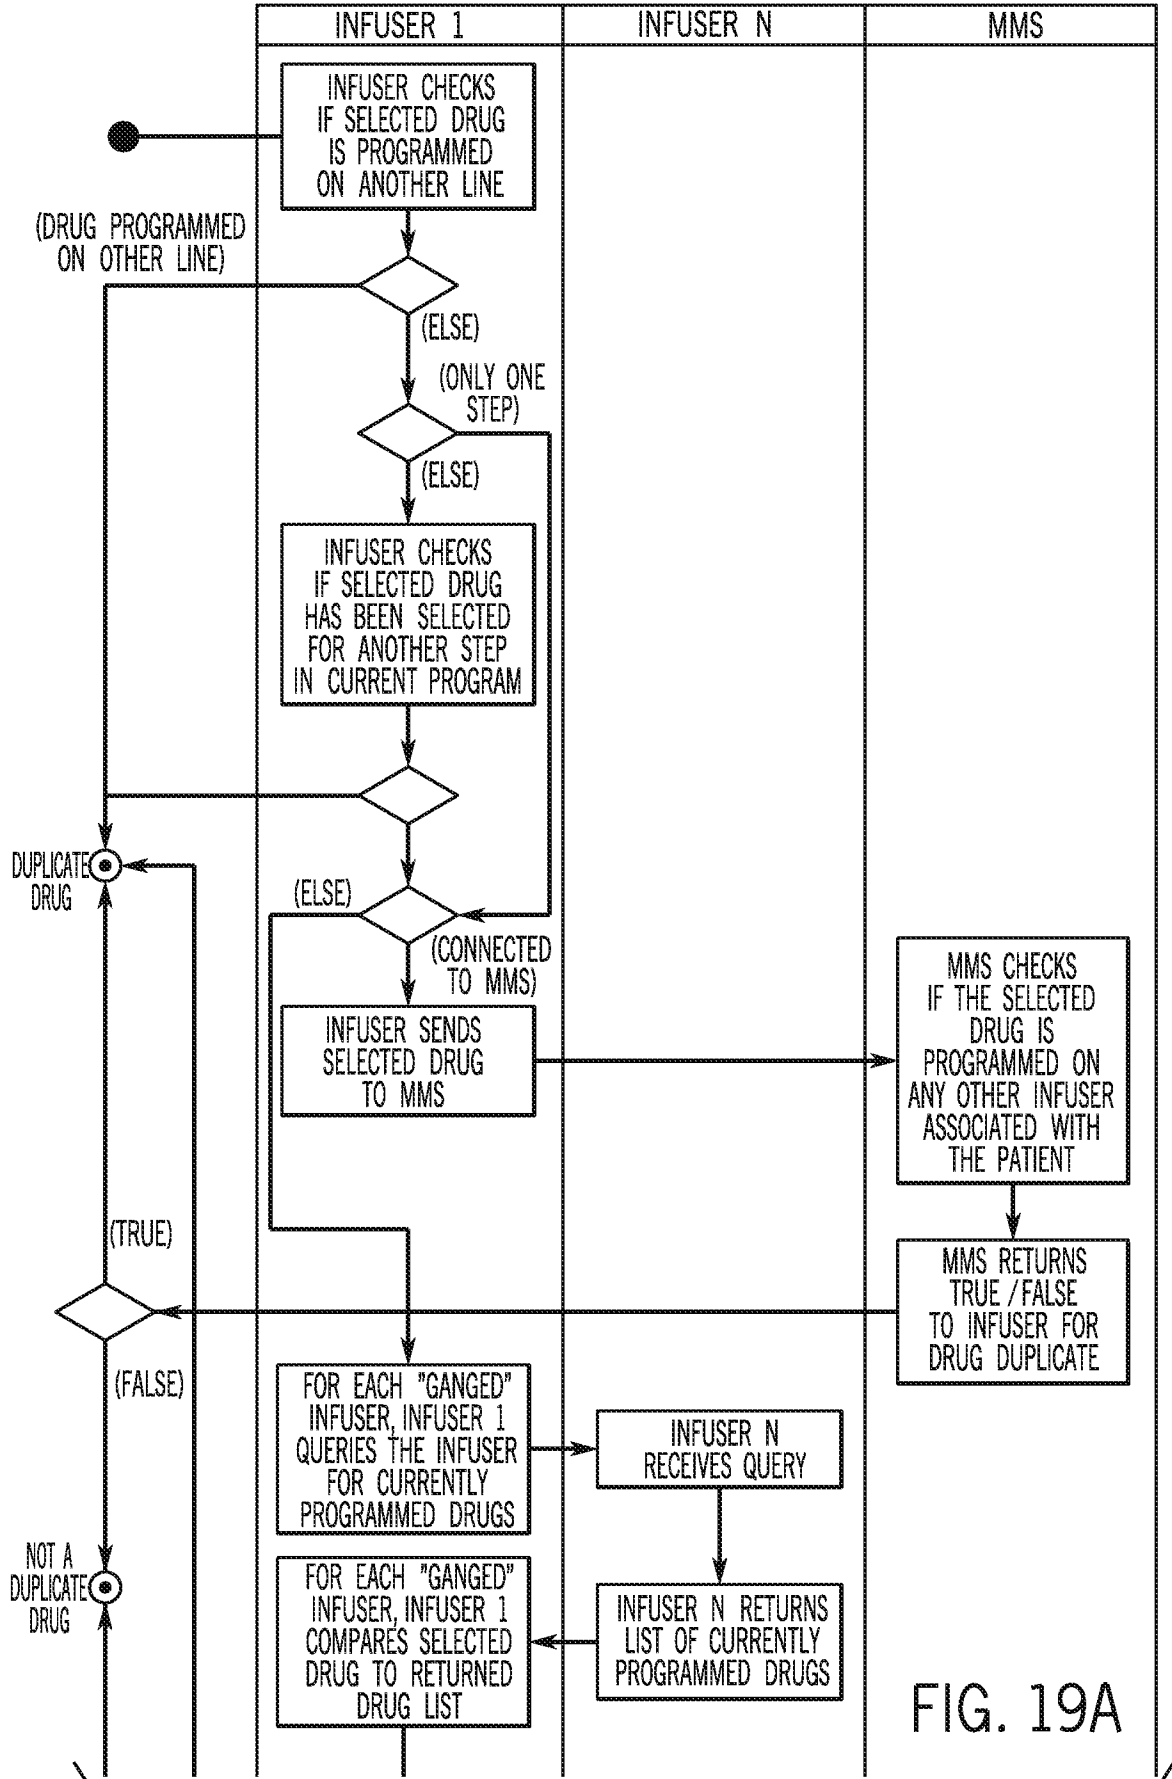 INFUSER 1
INFUSER N
MMS
INFUSER CHECKS
IF SELECTED DRUG
IS PROGRAMMED
ON ANOTHER LINE
(DRUG PROGRAMMED
ON OTHER LINE)
(ELSE)
(ONLY ONE
STEP)
(ELSE)
INFUSER CHECKS
IF SELECTED DRUG
HAS BEEN SELECTED
FOR ANOTHER STEP
IN CURRENT PROGRAM
DUPLICATE
DRUG
(ELSE)
(CONNECTED
TO MMS)
INFUSER SENDS
SELECTED DRUG
TO MMS
MMS CHECKS
IF THE SELECTED
DRUG IS
PROGRAMMED ON
ANY OTHER INFUSER
ASSOCIATED WITH
THE PATIENT
(TRUE)
MMS RETURNS
TRUE/FALSE
TO INFUSER FOR
DRUG DUPLICATE
(FALSE)
FOR EACH "GANGED"
INFUSER, INFUSER 1
QUERIES THE INFUSER
FOR CURRENTLY
PROGRAMMED DRUGS
INFUSER N
RECEIVES QUERY
NOT A
DUPLICATE
DRUG
FOR EACH "GANGED"
INFUSER, INFUSER 1
COMPARES SELECTED
DRUG TO RETURNED
DRUG LIST
INFUSER N RETURNS
LIST OF CURRENTLY
PROGRAMMED DRUGS
FIG. 19A